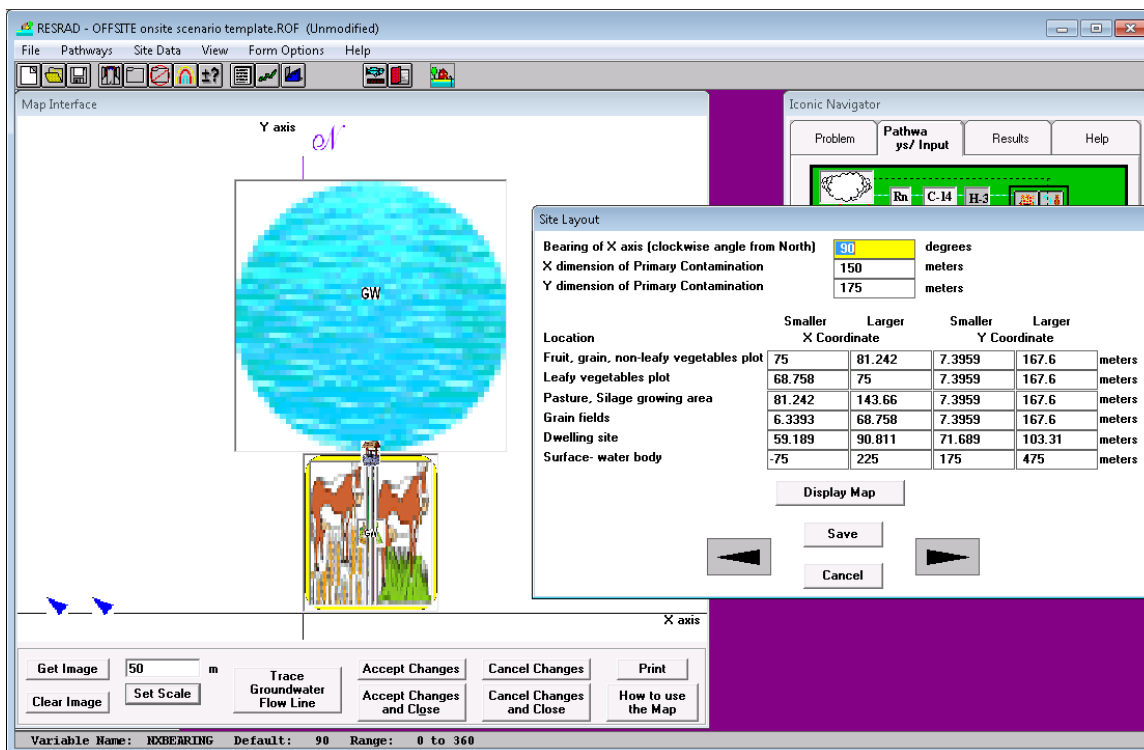 RESRAD - OFFSITE onsite scenario template.ROF (Unmodified)
File Pathways Site Data View Form Options Help
±?
Map Interface
Y axis
N
GW
GW
X axis
Get Image 50 m
Clear Image Set Scale
Trace
Groundwater
Flow Line
Accept Changes Cancel Changes Print
Accept Changes
and Close
Cancel Changes
and Close
How to use
the Map
Iconic Navigator
Problem Pathwa
ys/ Input Results Help
Rn C-14 H-3
Site Layout
Bearing of X axis (clockwise angle from North) 90 degrees
X dimension of Primary Contamination 150 meters
Y dimension of Primary Contamination 175 meters
Smaller Larger Smaller Larger
Location X Coordinate Y Coordinate
Fruit, grain, non-leafy vegetables plot 75 81.242 7.3959 167.6 meters
Leafy vegetables plot 68.758 75 7.3959 167.6 meters
Pasture, Silage growing area 81.242 143.66 7.3959 167.6 meters
Grain fields 6.3393 68.758 7.3959 167.6 meters
Dwelling site 59.189 90.811 71.689 103.31 meters
Surface- water body -75 225 175 475 meters
Display Map
Save
Cancel
Variable Name: NXBEARING Default: 90 Range: 0 to 360